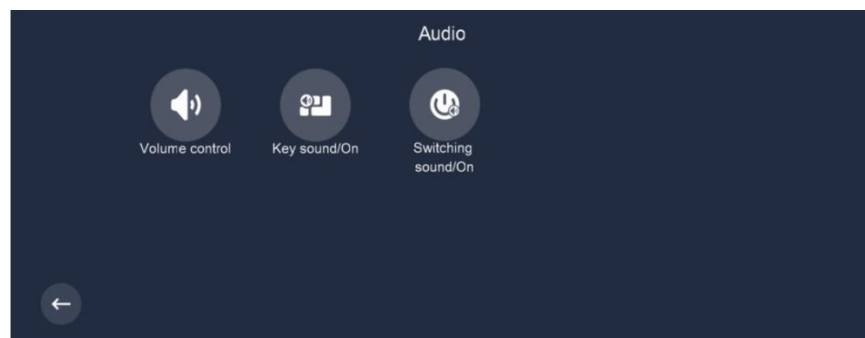 Audio
Volume control
Key sound/On
Switching
sound/On